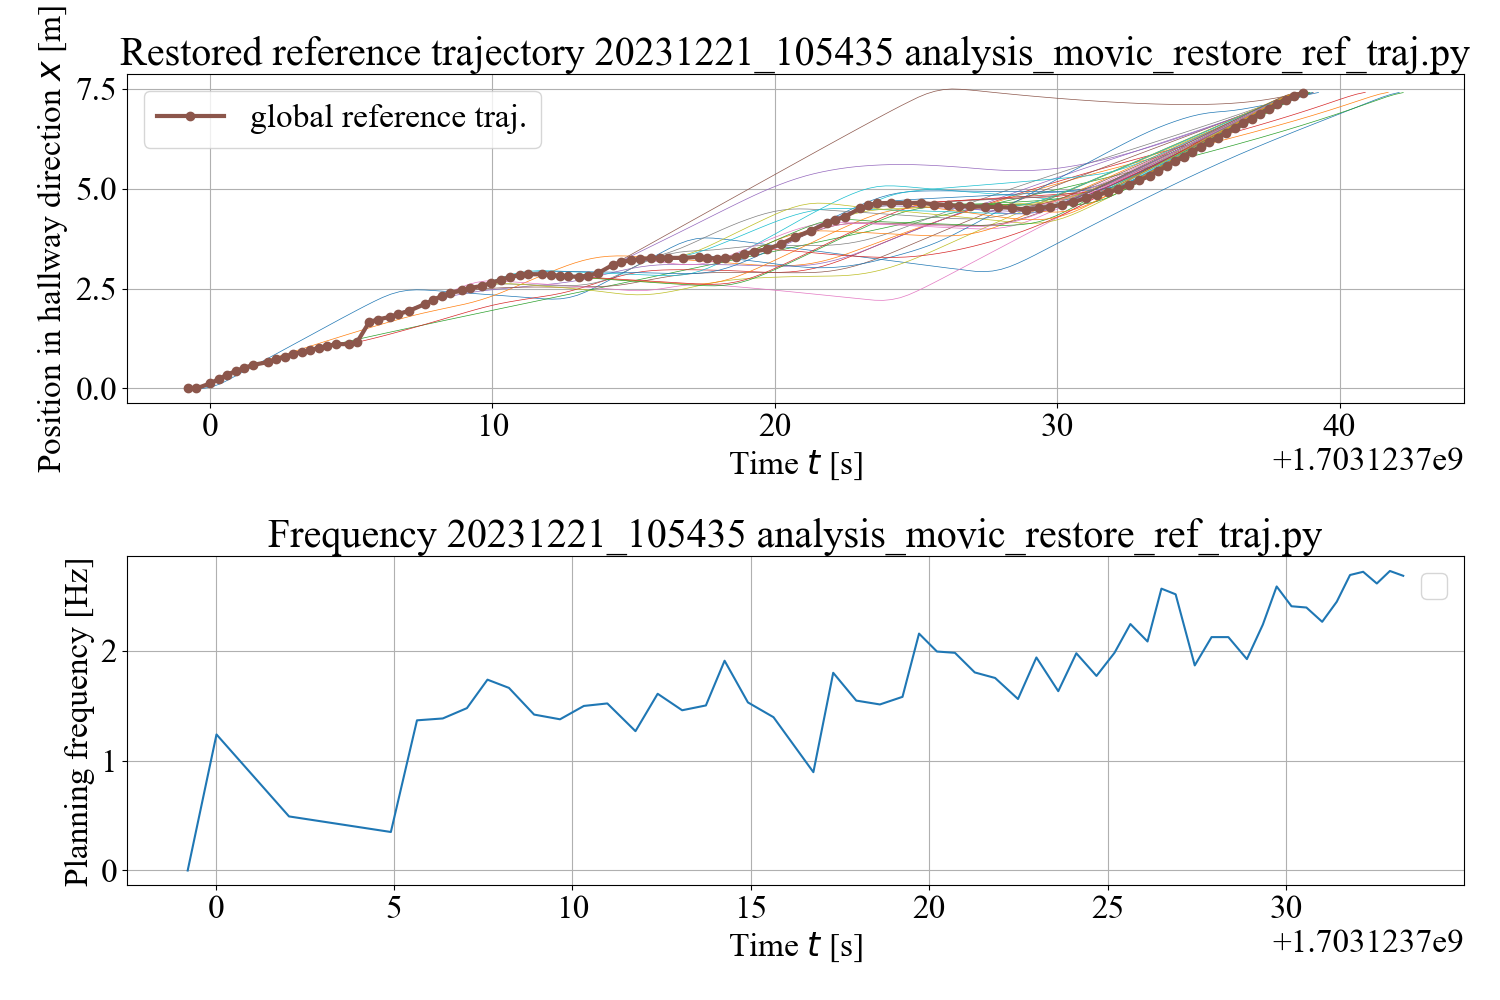 Restored reference trajectory 20231221_105435 analysis_movic_restore_ref_traj.py
Position in hallway direction x [m]
7.5
5.0
2.5
0.0
global reference traj.
0 10 20 30 40
Time t [s]
+1.7031237e9
Frequency 20231221_105435 analysis_movic_restore_ref_traj.py
Planning frequency [Hz]
2
1
0
0 5 10 15 20 25 30
Time t [s]
+1.7031237e9